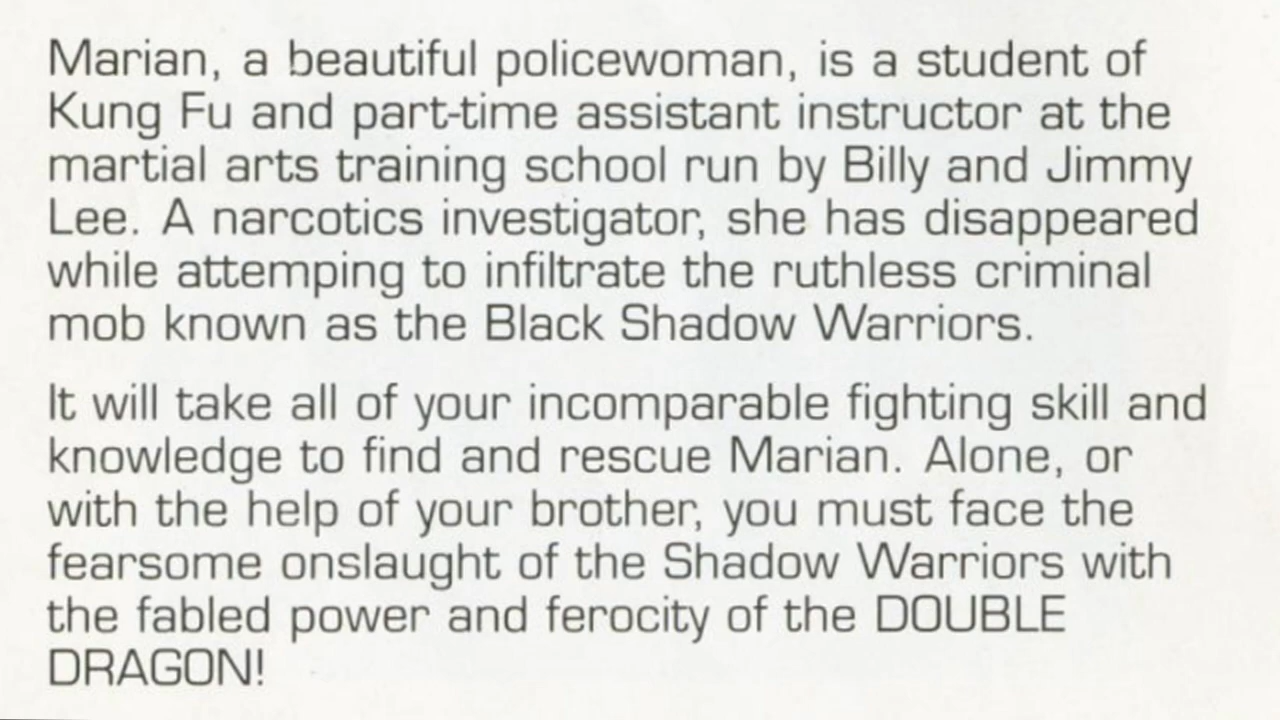 Marian, a beautiful policewoman, is a student of
Kung Fu and part-time assistant instructor at the
martial arts training school run by Billy and Jimmy
Lee. A narcotics investigator, she has disappeared
while attemping to infiltrate the ruthless criminal
mob known as the Black Shadow Warriors.
It will take all of your incomparable fighting skill and
knowledge to find and rescue Marian. Alone, or
with the help of your brother, you must face the
fearsome onslaught of the Shadow Warriors with
the fabled power and ferocity of the DOUBLE
DRAGON!